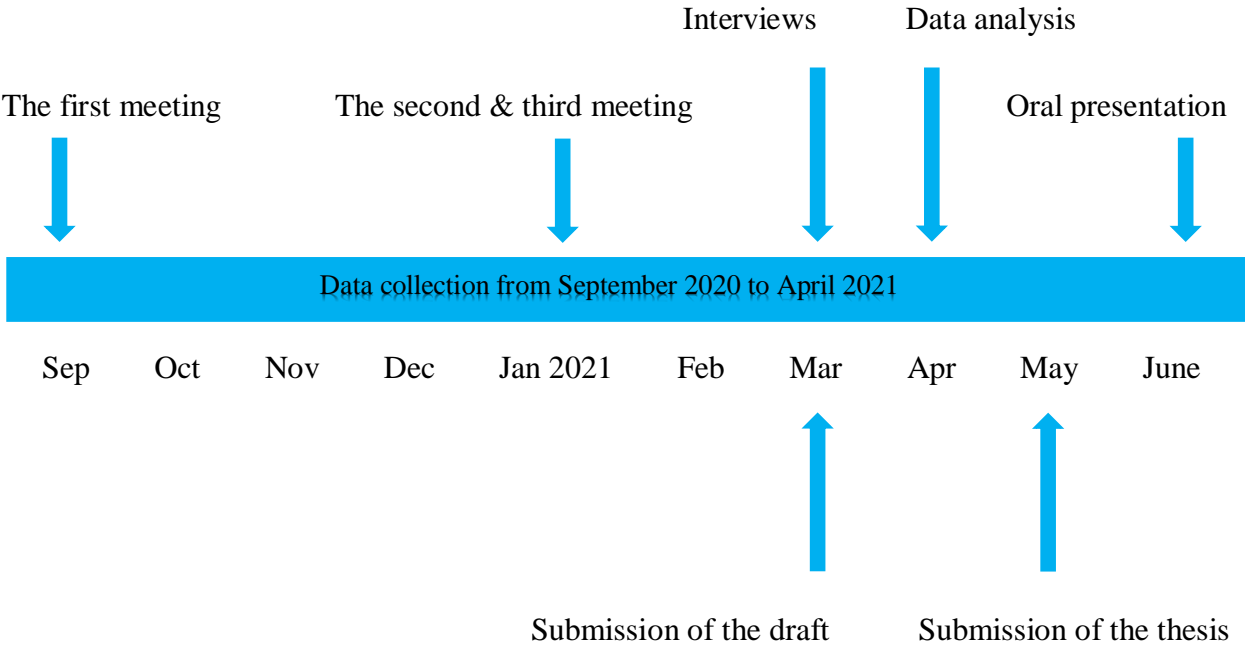 Interviews Data analysis
The first meeting The second & third meeting Oral presentation
Data collection from September 2020 to April 2021
Sep Oct Nov Dec Jan 2021 Feb Mar Apr May June
Submission of the draft Submission of the thesis